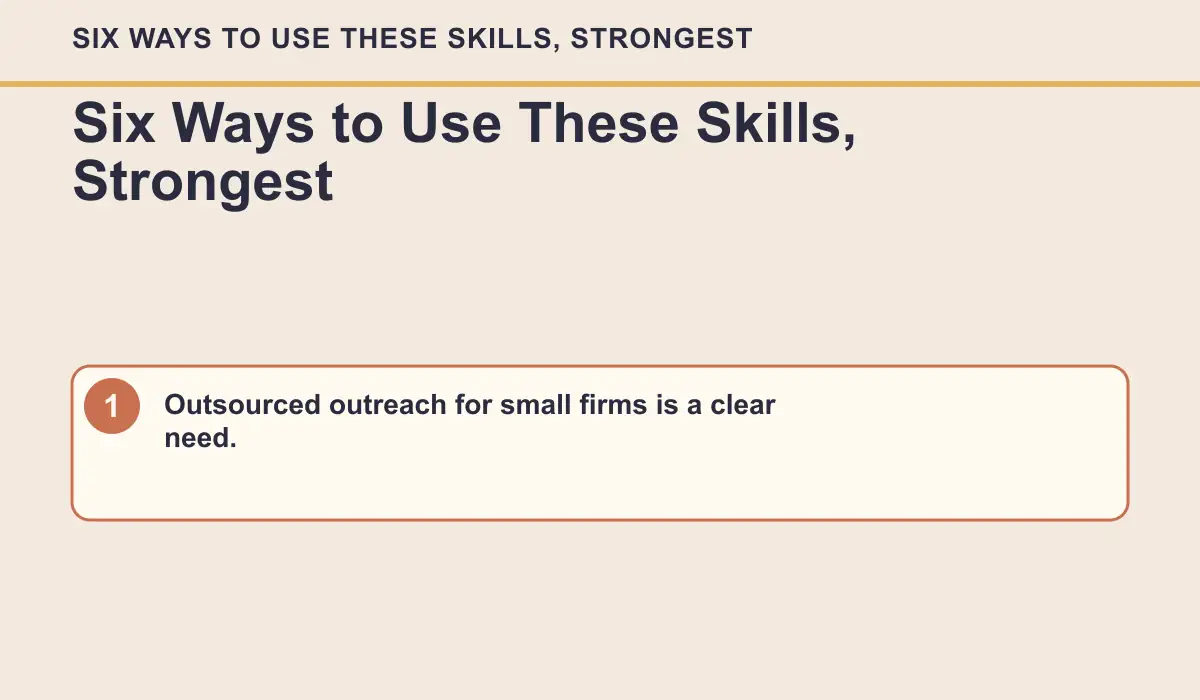 SIX WAYS TO USE THESE SKILLS, STRONGEST
Six Ways to Use These Skills,
Strongest
1
Outsourced outreach for small firms is a clear
need.